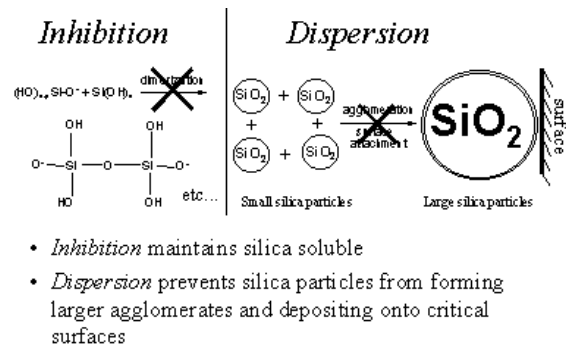 Inhibition
Dispersion
dimerization
(HO)₃₋₄Si-O⁻ + Si(OH)₄
OH OH
O⁻ Si O Si O⁻
HO OH
etc...
SiO₂ + SiO₂
+ +
SiO₂ + SiO₂
agglomeration
surface
attachment
SiO₂
surface
Small silica particles
Large silica particles
• Inhibition maintains silica soluble
• Dispersion prevents silica particles from forming
larger agglomerates and depositing onto critical
surfaces